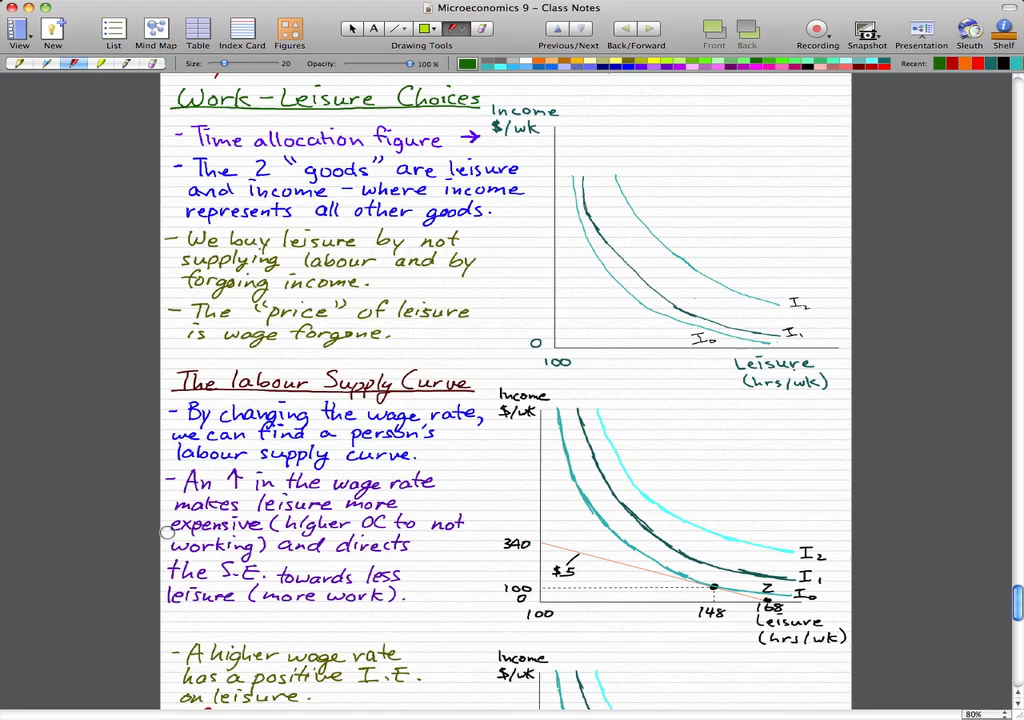 Microeconomics 9 - Class Notes
View
New
List
Mind Map
Table
Index Card
Figures
Drawing Tools
Previous/Next
Back/Forward
Front
Back
Recording
Snapshot
Presentation
Sleuth
Shelf
Size:
20
Opacity:
100 %
Recent:
Work-Leisure Choices
- Time allocation figure →
- The 2 "goods" are leisure
and income - where income
represents all other goods.
- We buy leisure by not
supplying labour and by
forgoing income.
- The "price" of leisure
is wage forgone.
Income
$/wk
I₂
I₁
I₀
0
100
Leisure
(hrs/wk)
The Labour Supply Curve
- By changing the wage rate,
we can find a person's
labour supply curve.
- An ↑ in the wage rate
makes leisure more
expensive (higher OC to not
working) and directs
the S.E. towards less
leisure (more work).
Income
$/wk
340
$5
100
0
100
148
Z
168
I₂
I₁
I₀
Leisure
(hrs/wk)
- A higher wage rate
has a positive I.E.
on leisure.
Income
$/wk
80%